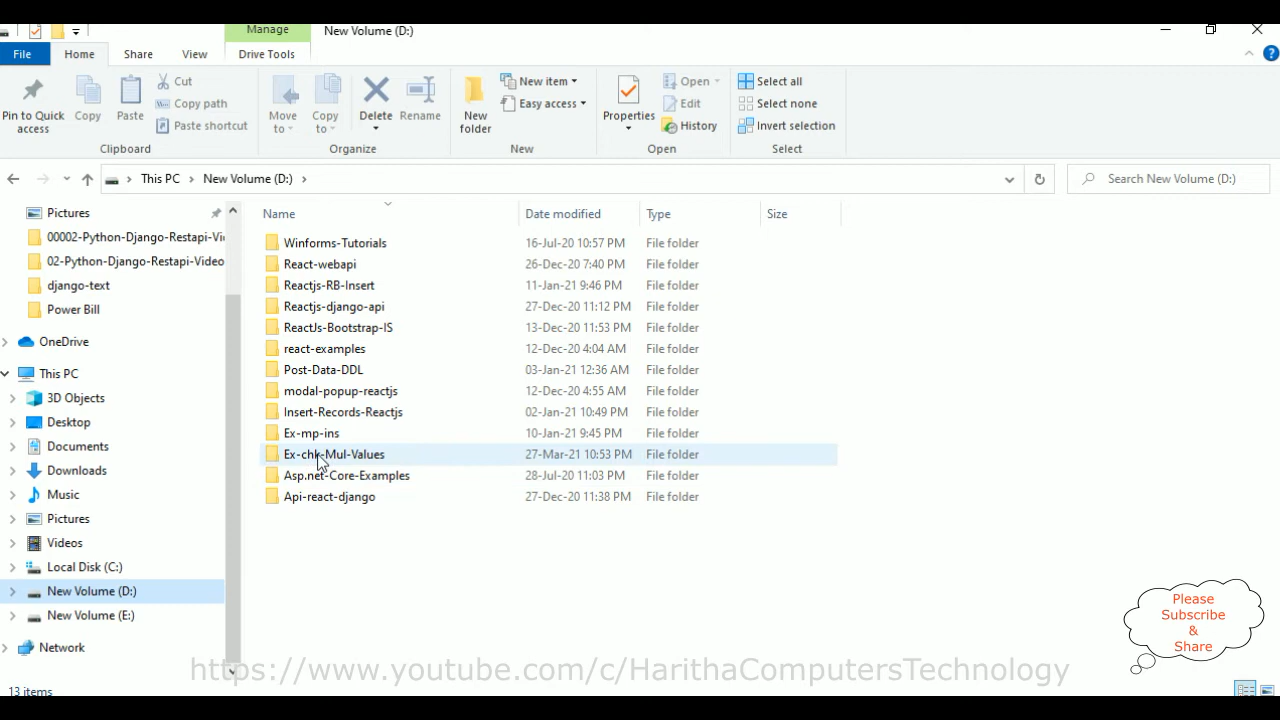 Manage
New Volume (D:)
File
Home
Share
View
Drive Tools
Pin to Quick access
Copy
Paste
Cut
Copy path
Paste shortcut
Clipboard
Move to
Copy to
Delete
Rename
Organize
New folder
New item
Easy access
New
Properties
Open
Edit
History
Open
Select all
Select none
Invert selection
Select
This PC > New Volume (D:) >
Search New Volume (D:)
Name Date modified Type Size
Pictures
00002-Python-Django-Restapi-Vi
02-Python-Django-Restapi-Video
django-text
Power Bill
OneDrive
This PC
3D Objects
Desktop
Documents
Downloads
Music
Pictures
Videos
Local Disk (C:)
New Volume (D:)
New Volume (E:)
Network
Winforms-Tutorials 16-Jul-20 10:57 PM File folder
React-webapi 26-Dec-20 7:40 PM File folder
Reactjs-RB-Insert 11-Jan-21 9:46 PM File folder
Reactjs-django-api 27-Dec-20 11:12 PM File folder
ReactJs-Bootstrap-IS 13-Dec-20 11:53 PM File folder
react-examples 12-Dec-20 4:04 AM File folder
Post-Data-DDL 03-Jan-21 12:36 AM File folder
modal-popup-reactjs 12-Dec-20 4:55 AM File folder
Insert-Records-Reactjs 02-Jan-21 10:49 PM File folder
Ex-mp-ins 10-Jan-21 9:45 PM File folder
Ex-chk-Mul-Values 27-Mar-21 10:53 PM File folder
Asp.net-Core-Examples 28-Jul-20 11:03 PM File folder
Api-react-django 27-Dec-20 11:38 PM File folder
Please
Subscribe
&
Share
https://www.youtube.com/c/HarithaComputersTechnology
13 items